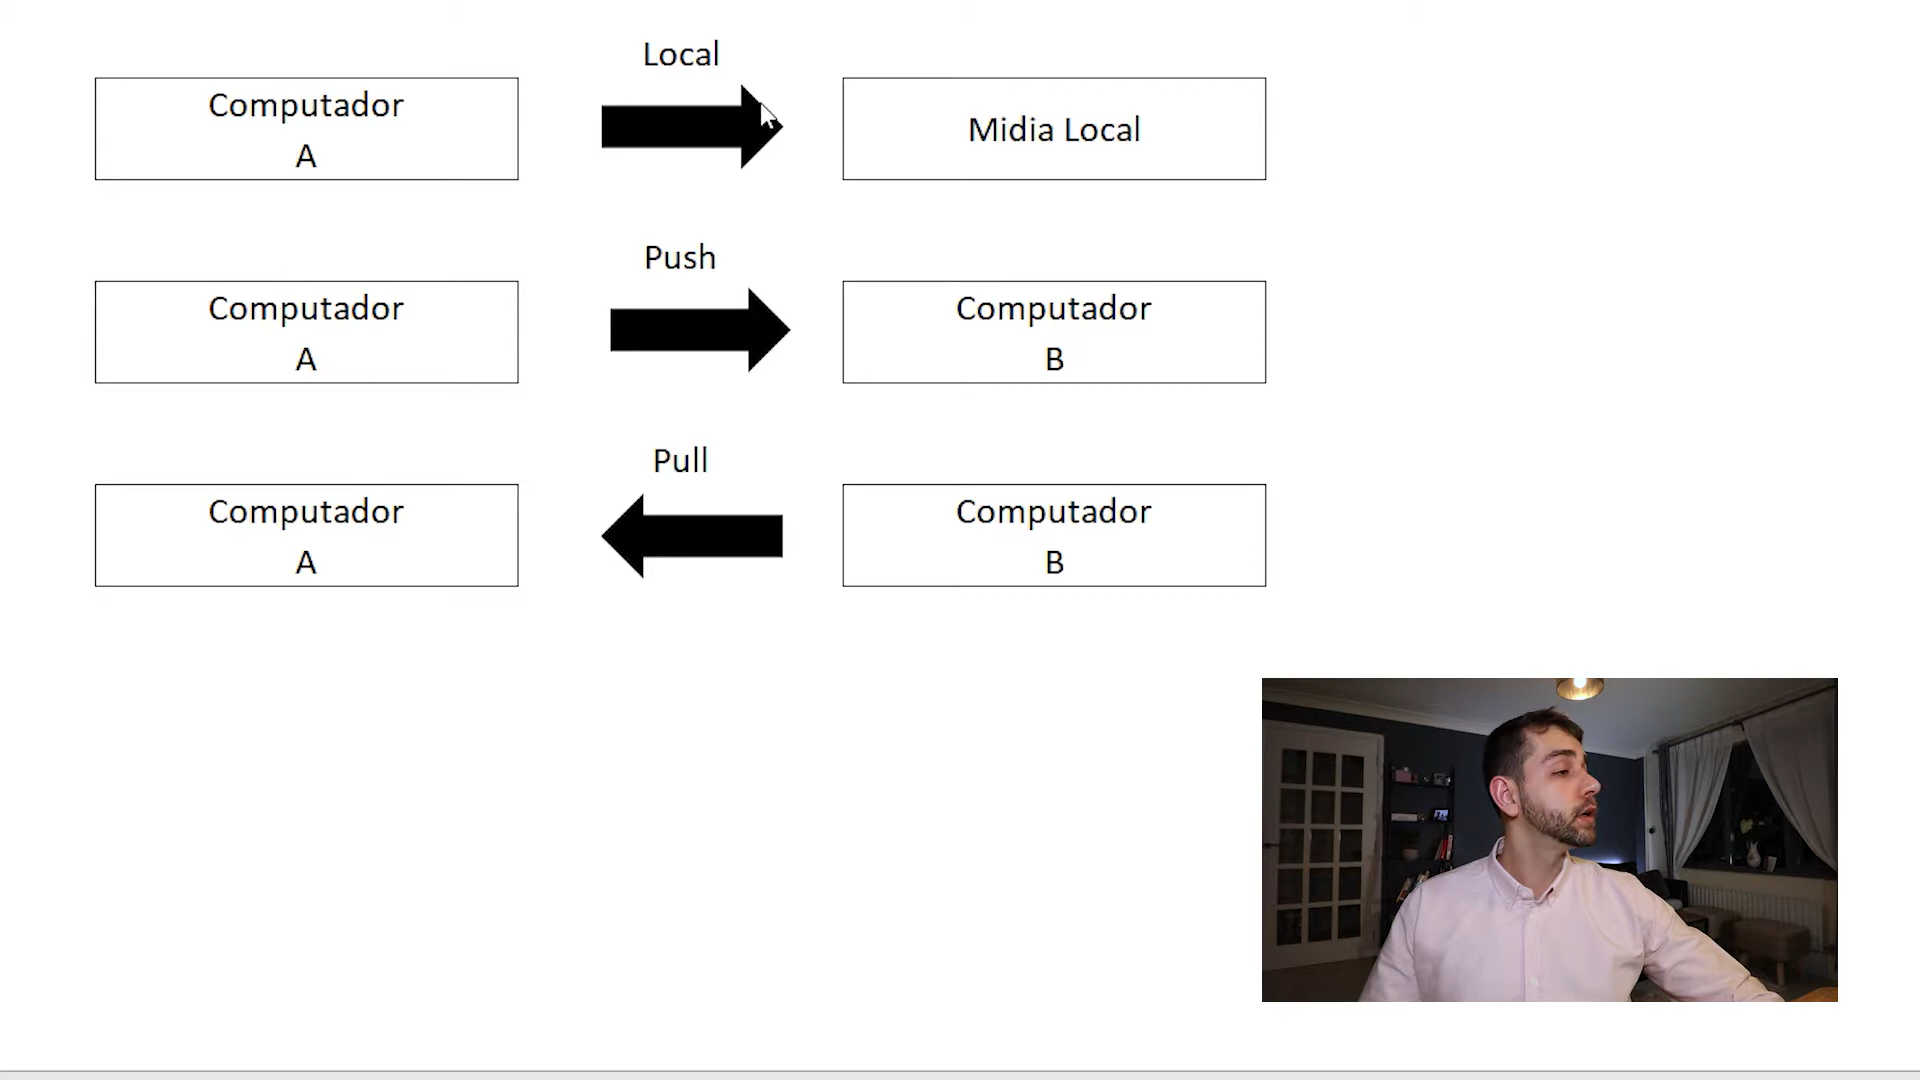 Local
Computador
A
Midia Local
Push
Computador
A
Computador
B
Pull
Computador
A
Computador
B